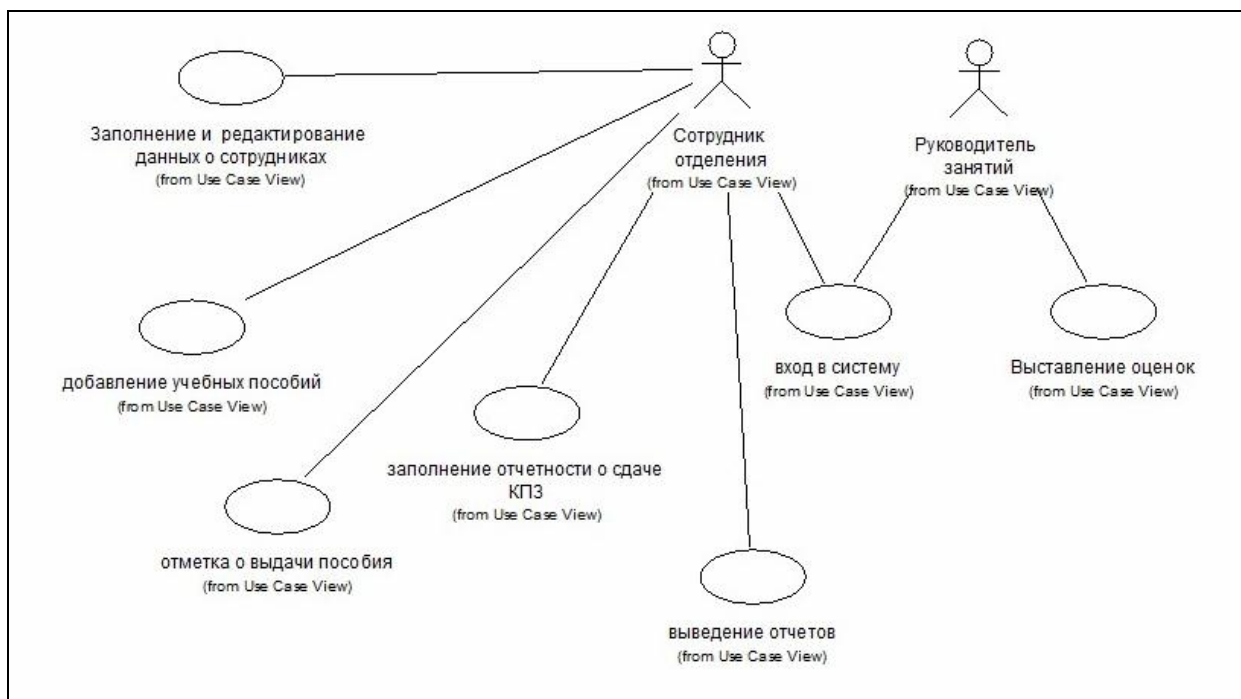 Заполнение и редактирование
данных о сотрудниках
(from Use Case View)
Сотрудник
отделения
(from Use Case View)
Руководитель
занятий
(from Use Case View)
добавление учебных пособий
(from Use Case View)
заполнение отчетности о сдаче
КПЗ
(from Use Case View)
вход в систему
(from Use Case View)
Выставление оценок
(from Use Case View)
отметка о выдачи пособия
(from Use Case View)
выведение отчетов
(from Use Case View)